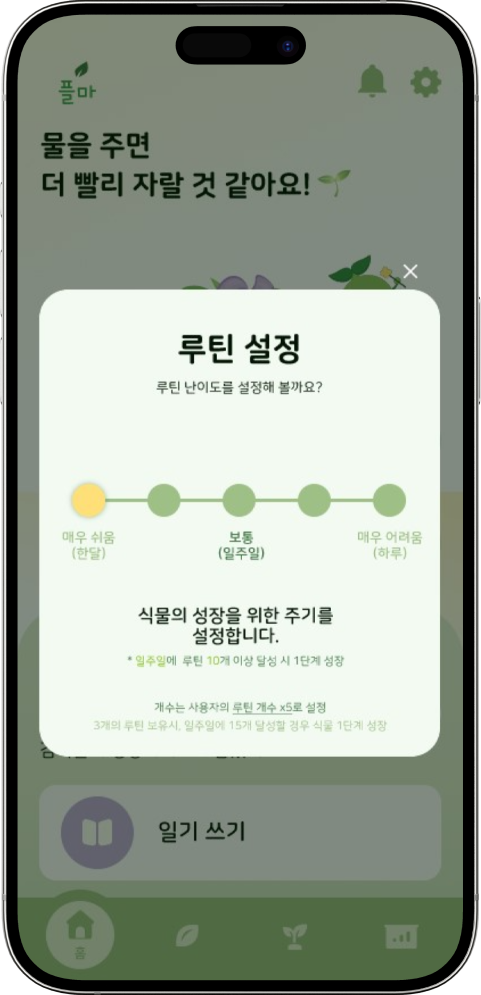 플마
물을 주면
더 빨리 자랄 것 같아요!
루틴 설정
루틴 난이도를 설정해 볼까요?
매우 쉬움
(한달)
보통
(일주일)
매우 어려움
(하루)
식물의 성장을 위한 주기를
설정합니다.
* 일주일에 루틴 10개 이상 달성 시 1단계 성장
개수는 사용자의 루틴 개수 x5로 설정
3개의 루틴 보유시, 일주일에 15개 달성할 경우 식물 1단계 성장
일기 쓰기
홈